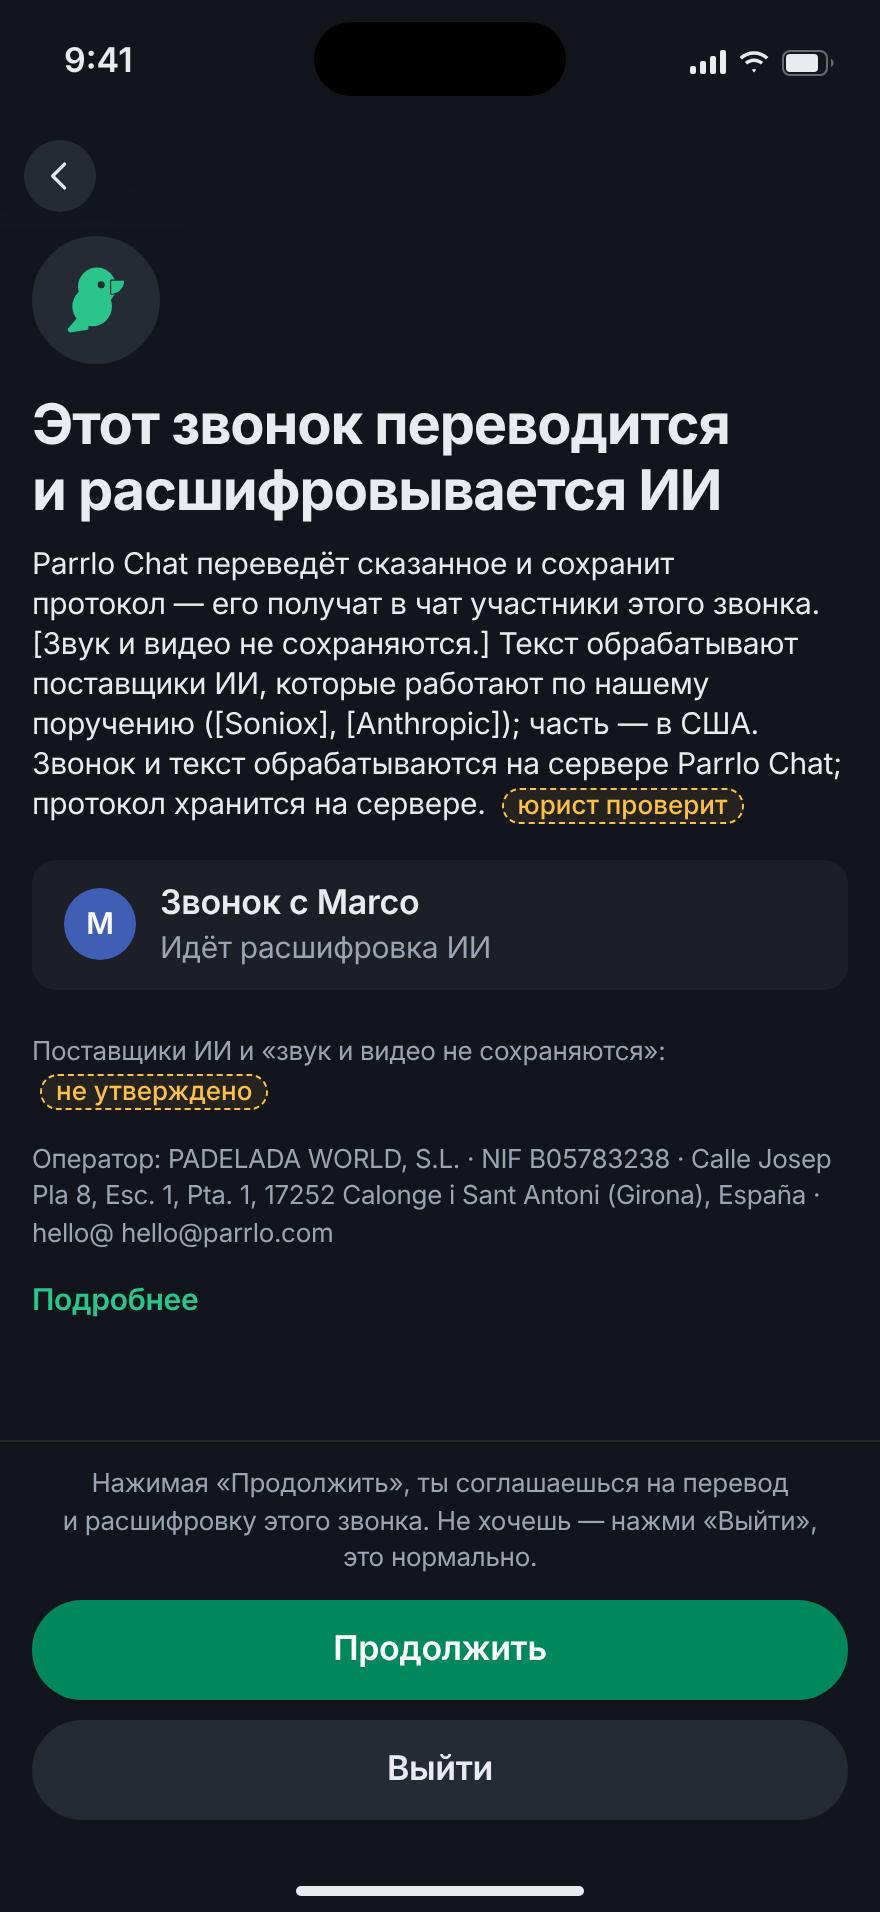 9:41
Этот звонок переводится
и расшифровывается ИИ
Parrlo Chat переведёт сказанное и сохранит
протокол — его получат в чат участники этого звонка.
[Звук и видео не сохраняются.] Текст обрабатывают
поставщики ИИ, которые работают по нашему
поручению ([Soniox], [Anthropic]); часть — в США.
Звонок и текст обрабатываются на сервере Parrlo Chat;
протокол хранится на сервере. юрист проверит
M
Звонок с Marco
Идёт расшифровка ИИ
Поставщики ИИ и «звук и видео не сохраняются»:
не утверждено
Оператор: PADELADA WORLD, S.L. · NIF B05783238 · Calle Josep
Pla 8, Esc. 1, Pta. 1, 17252 Calonge i Sant Antoni (Girona), España ·
hello@ hello@parrlo.com
Подробнее
Нажимая «Продолжить», ты соглашаешься на перевод
и расшифровку этого звонка. Не хочешь — нажми «Выйти»,
это нормально.
Продолжить
Выйти